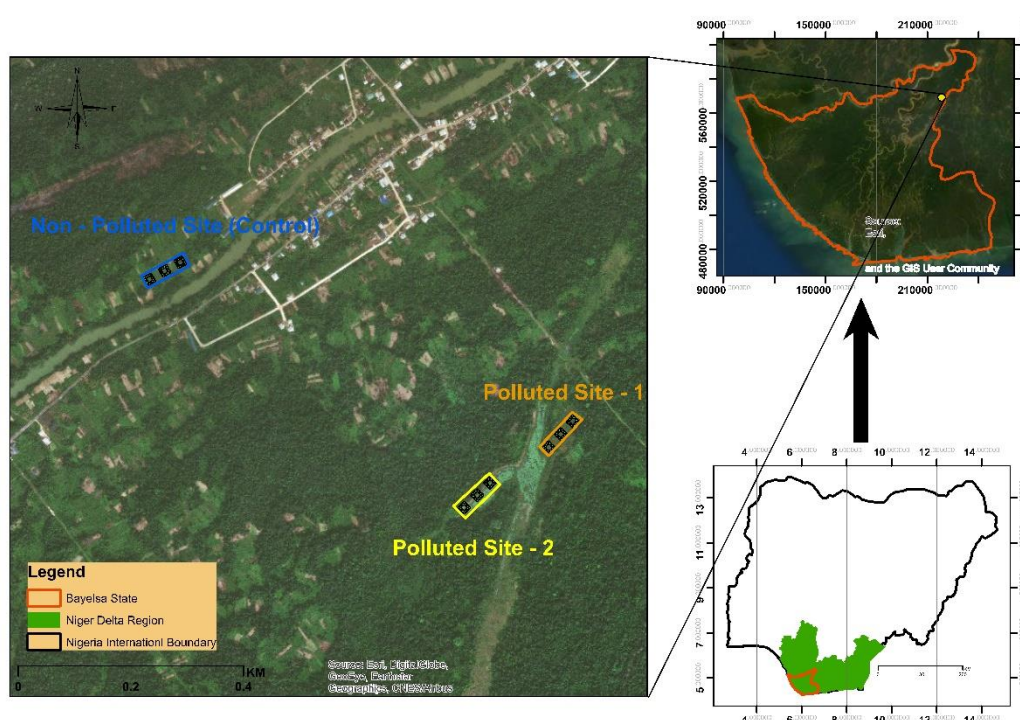 N
W
S
Non - Polluted Site (Control)
Polluted Site - 1
Polluted Site - 2
Legend
Bayelsa State
Niger Delta Region
Nigeria Internationl Boundary
0 0.2 0.4
KM
Source: Esri, DigitalGlobe,
GeoEye, Earthstar
Geographics, CNES/Airbus
90000 150000 210000
560000
520000
480000
and the GIS User Community
90000 150000 210000
4 6 8 10 12 14
13
11
9
7
5
4 6 8 10 12 14